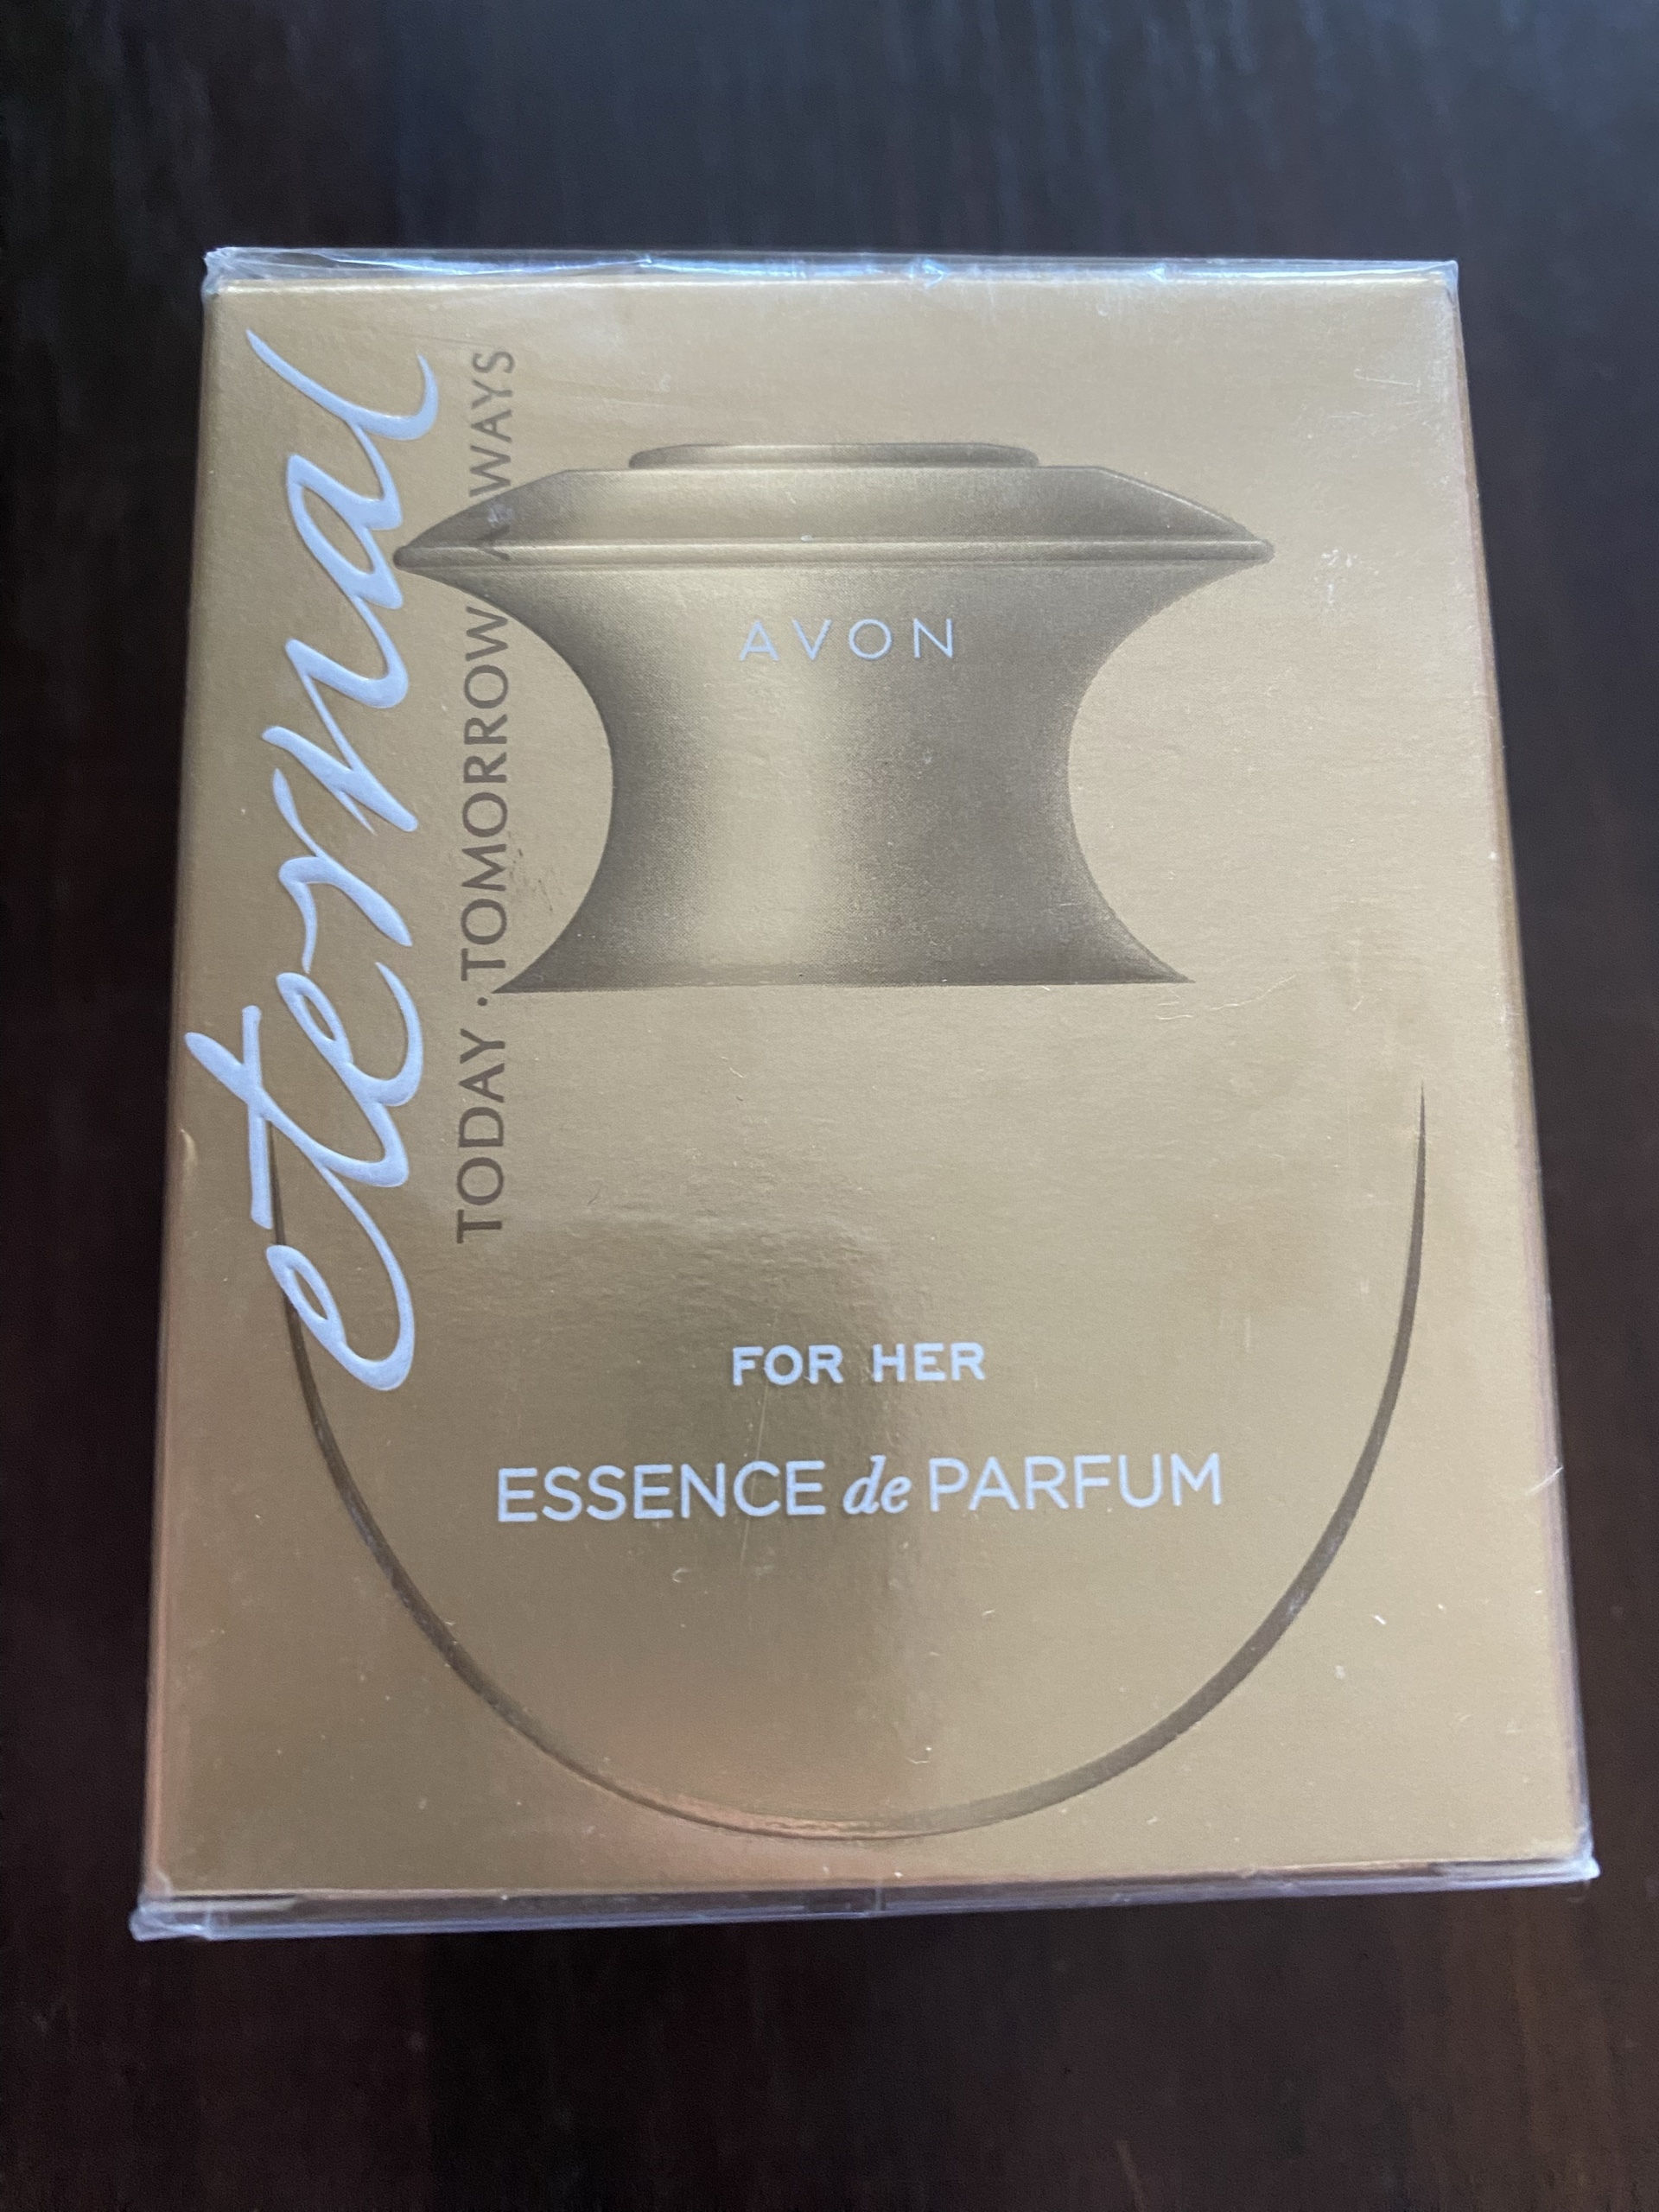 eternal
TODAY · TOMORROW · ALWAYS
AVON
FOR HER
ESSENCE de PARFUM